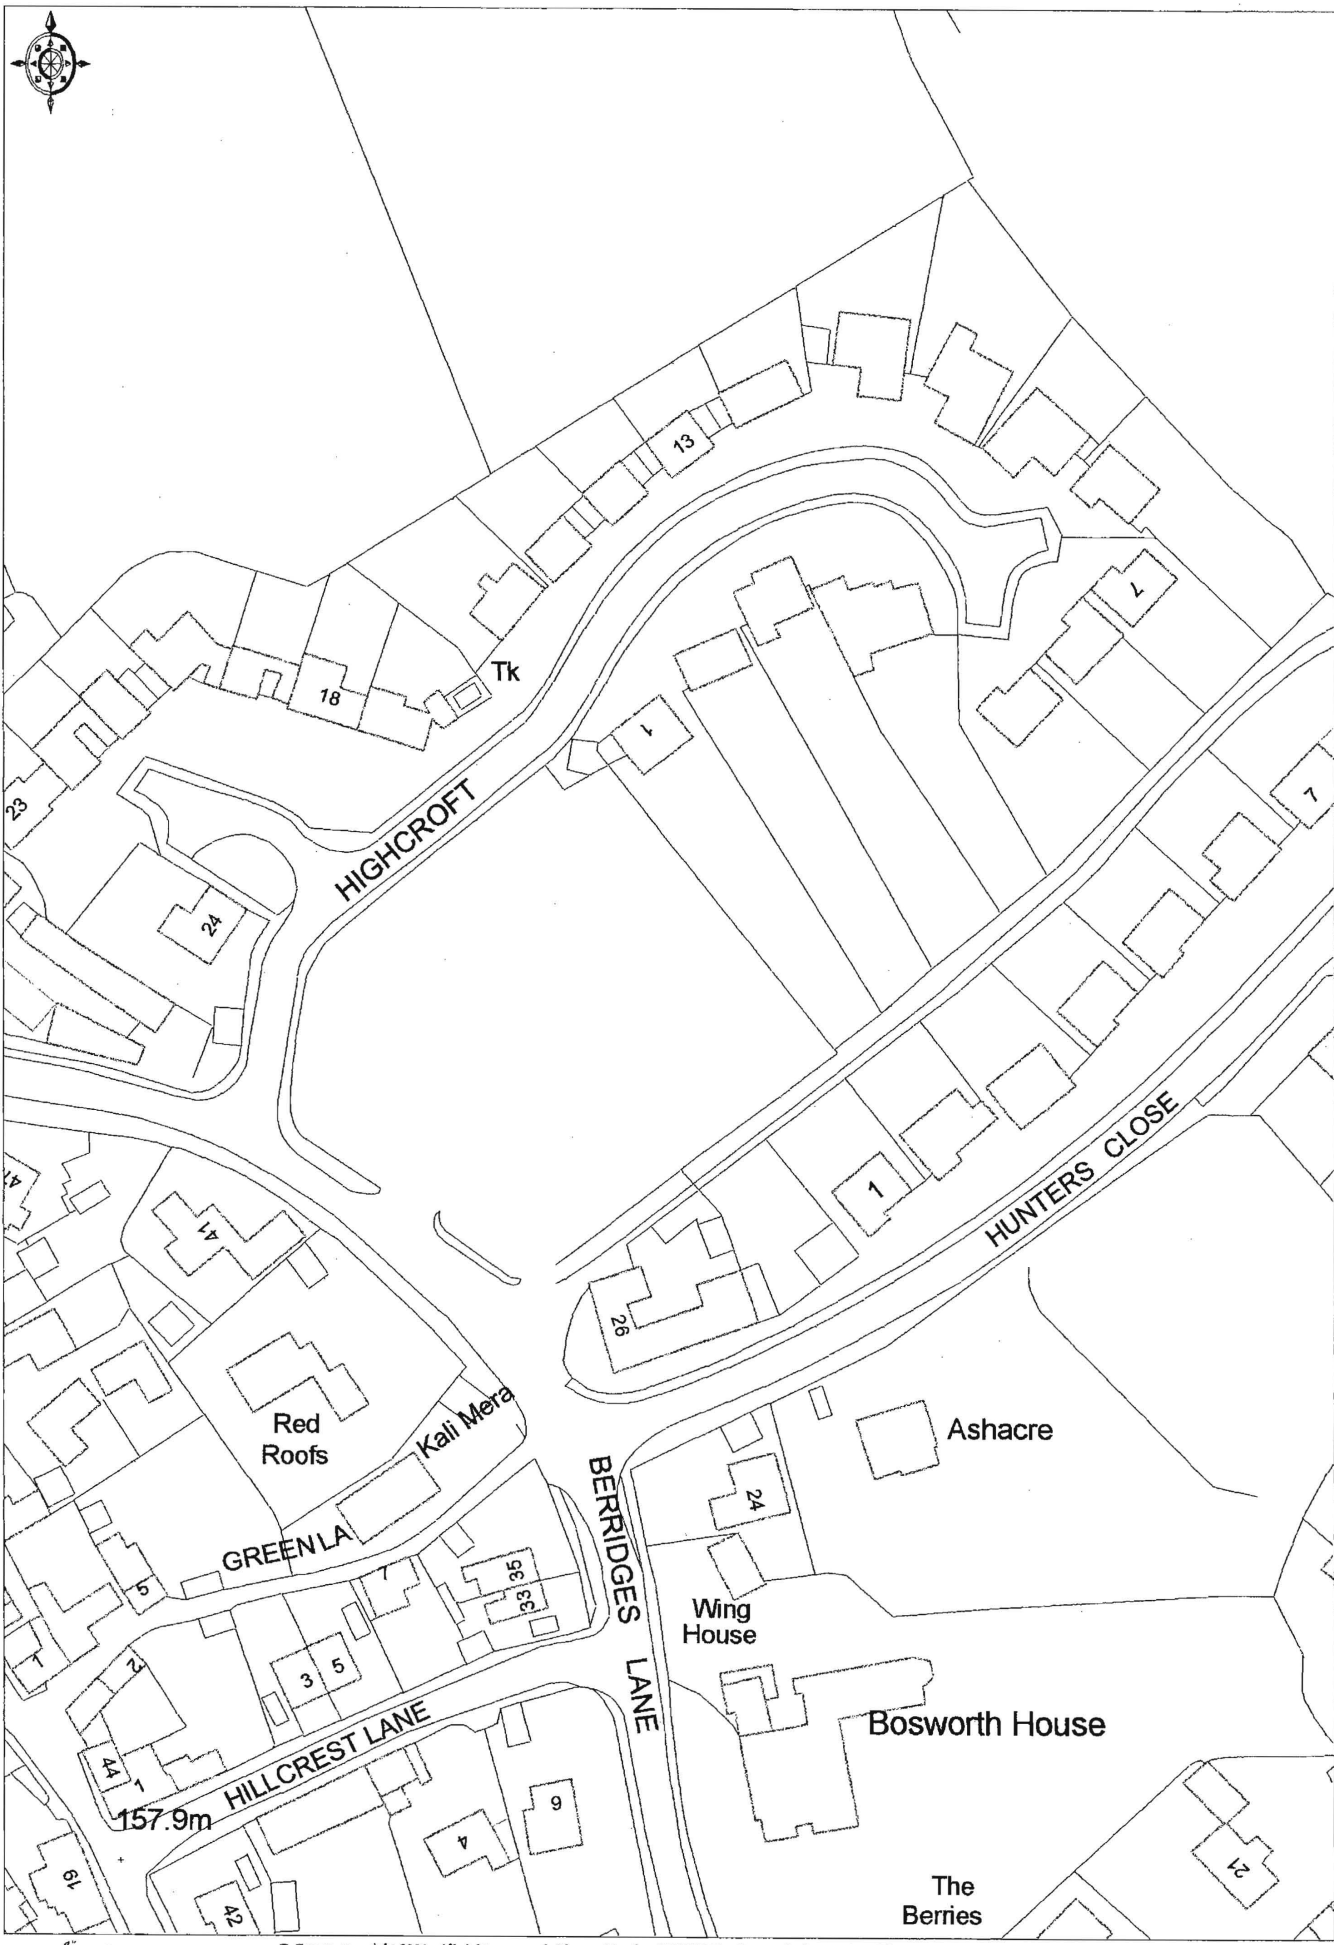 13
7
Tk
18
1
23
HIGHCROFT
7
24
HUNTERS CLOSE
1
47
41
26
Red
Roofs
Kali Mera
Ashacre
BERRIDGES LANE
24
GREEN LA
7
35
33
5
Wing
House
1
2
3
5
Bosworth House
44
1
HILLCREST LANE
157.9m
9
4
19
21
42
The
Berries